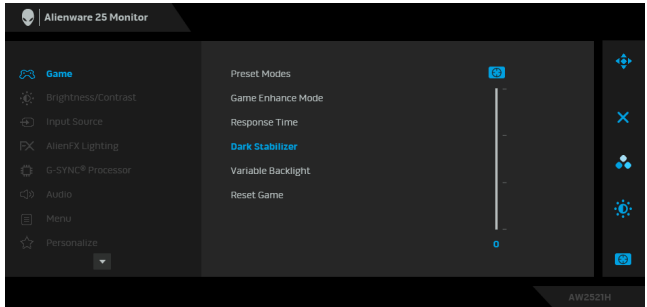 Alienware 25 Monitor
Game
Brightness/Contrast
Input Source
AlienFX Lighting
G-SYNC® Processor
Audio
Menu
Personalize
Preset Modes
Game Enhance Mode
Response Time
Dark Stabilizer
Variable Backlight
Reset Game
0
AW2521H